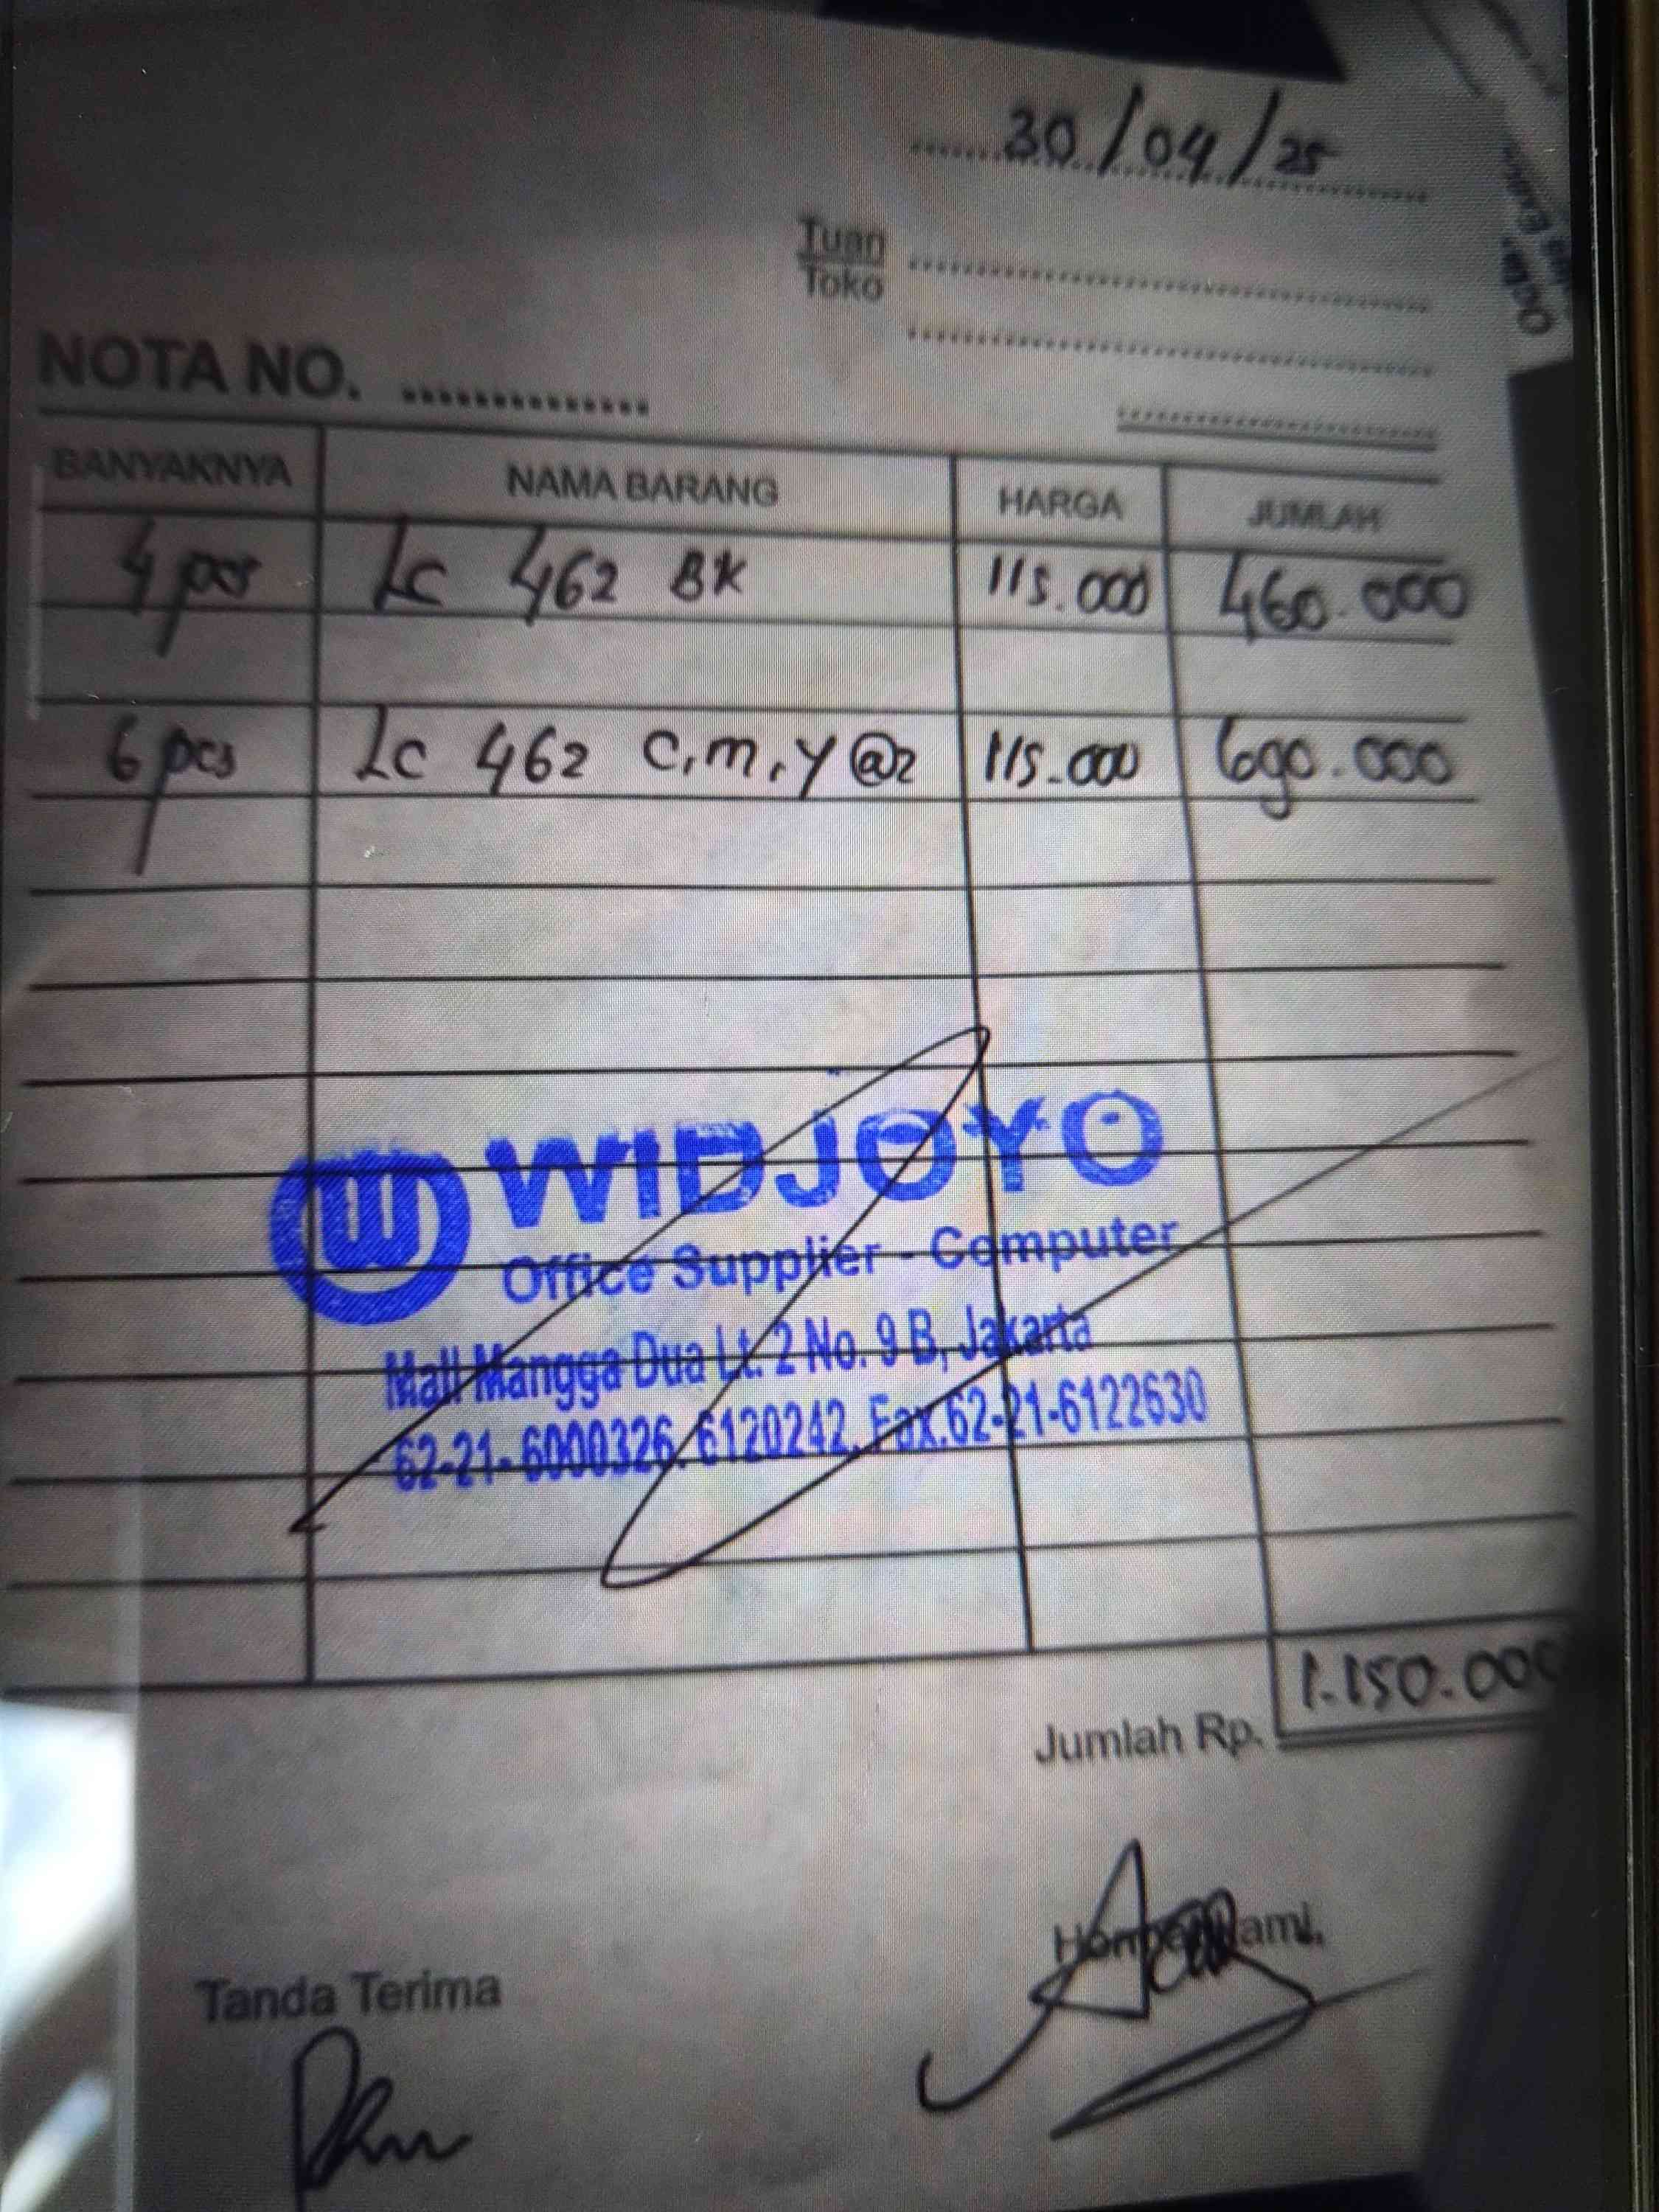 30/04/25
Tuan
Toko
NOTA NO. ..............
BANYAKNYA NAMA BARANG HARGA JUMLAH
4 pcs Lc 462 BK 115.000 460.000
6 pcs Lc 462 C,m,y @2 115.000 690.000
WIDJOYO
Office Supplier - Computer
Mall Mangga Dua Lt. 2 No. 9 B, Jakarta
62-21-6000326, 6120242, Fax.62-21-6122630
Jumlah Rp. 1.150.000
Tanda Terima Hormat Kami,